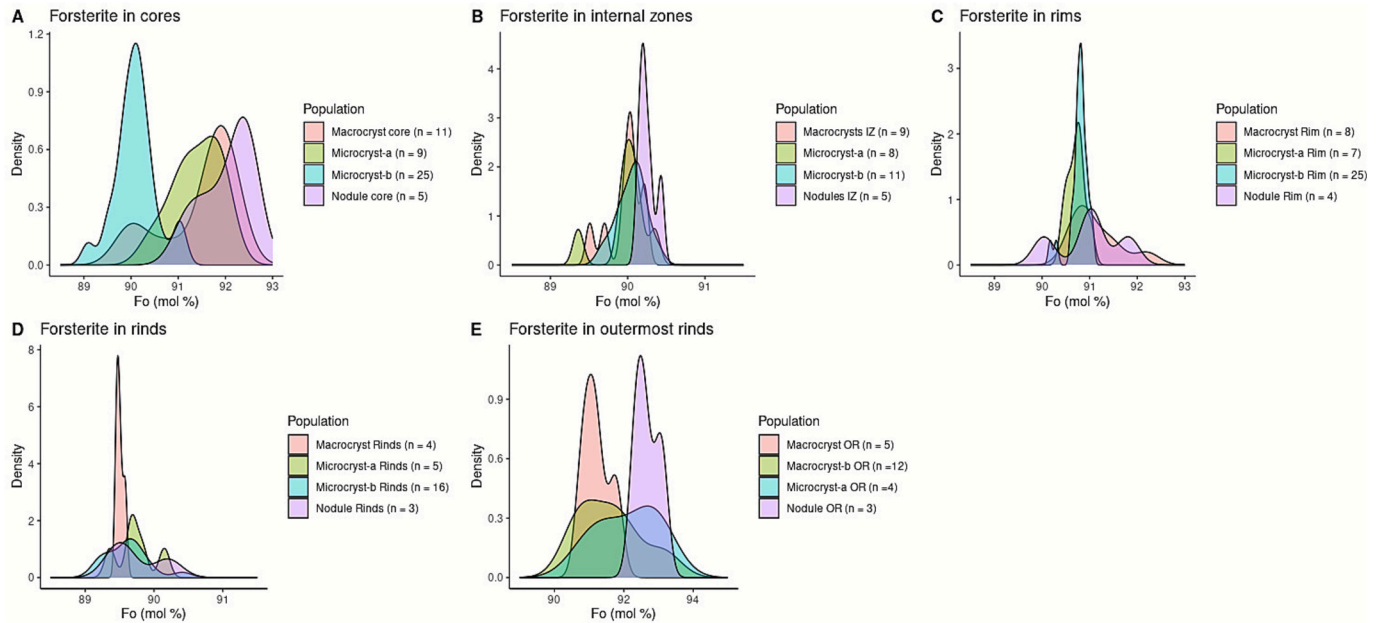 A Forsterite in cores
1.2
0.9
0.6
0.3
0.0
Density
89 90 91 92 93
Fo (mol %)
Population
Macrocryst core (n = 11)
Microcryst-a (n = 9)
Microcryst-b (n = 25)
Nodule core (n = 5)
B Forsterite in internal zones
4
3
2
1
0
Density
89 90 91
Fo (mol %)
Population
Macrocrysts IZ (n = 9)
Microcryst-a (n = 8)
Microcryst-b (n = 11)
Nodules IZ (n = 5)
C Forsterite in rims
3
2
1
0
Density
89 90 91 92 93
Fo (mol %)
Population
Macrocryst Rim (n = 8)
Microcryst-a Rim (n = 7)
Microcryst-b Rim (n = 25)
Nodule Rim (n = 4)
D Forsterite in rinds
8
6
4
2
0
Density
89 90 91
Fo (mol %)
Population
Macrocryst Rinds (n = 4)
Microcryst-a Rinds (n = 5)
Microcryst-b Rinds (n = 16)
Nodule Rinds (n = 3)
E Forsterite in outermost rinds
0.9
0.6
0.3
0.0
Density
90 92 94
Fo (mol %)
Population
Macrocryst OR (n = 5)
Macrocryst-b OR (n =12)
Microcryst-a OR (n =4)
Nodule OR (n = 3)